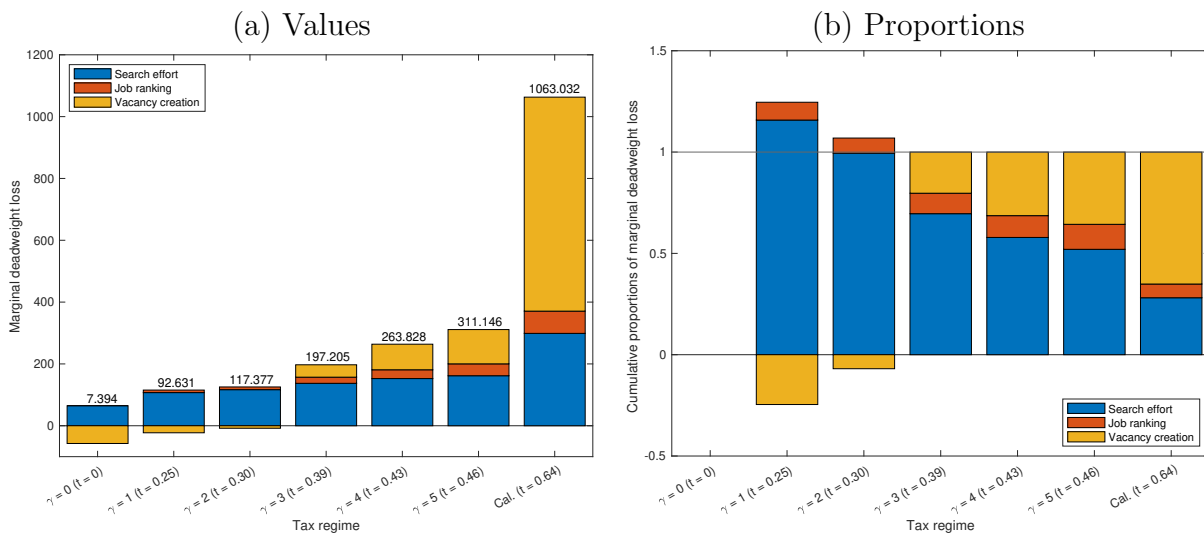 (a) Values
1200
1000
800
600
400
200
0
Marginal deadweight loss
Search effort
Job ranking
Vacancy creation
7.394
92.631
117.377
197.205
263.828
311.146
1063.032
γ = 0 (t = 0)
γ = 1 (t = 0.25)
γ = 2 (t = 0.30)
γ = 3 (t = 0.39)
γ = 4 (t = 0.43)
γ = 5 (t = 0.46)
Cal. (t = 0.64)
Tax regime
(b) Proportions
1.5
1
0.5
0
-0.5
Cumulative proportions of marginal deadweight loss
Search effort
Job ranking
Vacancy creation
γ = 0 (t = 0)
γ = 1 (t = 0.25)
γ = 2 (t = 0.30)
γ = 3 (t = 0.39)
γ = 4 (t = 0.43)
γ = 5 (t = 0.46)
Cal. (t = 0.64)
Tax regime